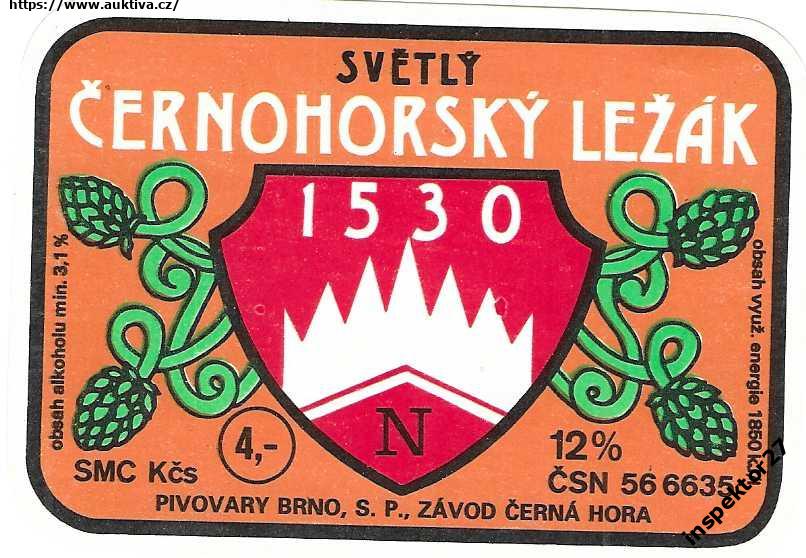 https://www.auktiva.cz/
SVĚTLÝ
ČERNOHORSKÝ LEŽÁK
1530
N
obsah alkoholu min. 3,1 %
obsah využ. energie 1850 kJ
4,-
SMC Kčs
12%
ČSN 56 6635
PIVOVARY BRNO, S. P., ZÁVOD ČERNÁ HORA
inspektor27